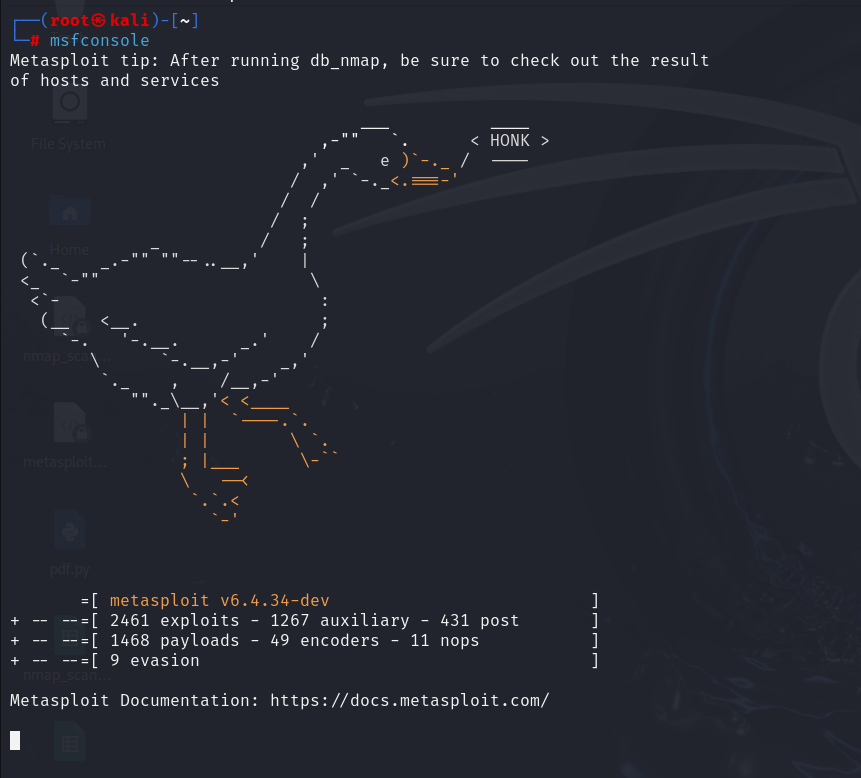 ┌──(root㉿kali)-[~]
└─# msfconsole
Metasploit tip: After running db_nmap, be sure to check out the result
of hosts and services
< HONK >
=[ metasploit v6.4.34-dev ]
+ -- --=[ 2461 exploits - 1267 auxiliary - 431 post ]
+ -- --=[ 1468 payloads - 49 encoders - 11 nops ]
+ -- --=[ 9 evasion ]
Metasploit Documentation: https://docs.metasploit.com/
File System
Home
nmap_scan...
metasploit...
pdf.py
nmap_scan...